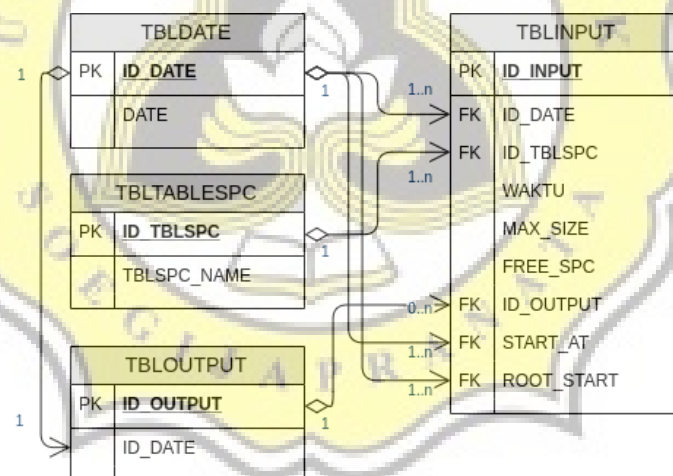 TBLDATE
1
PK ID_DATE
DATE
TBLTABLESPC
PK ID_TBLSPC
TBLSPC_NAME
TBLOUTPUT
PK ID_OUTPUT
1
ID_DATE
1
1..n
1
1..n
0..n
1..n
1..n
1
TBLINPUT
PK ID_INPUT
FK ID_DATE
FK ID_TBLSPC
WAKTU
MAX_SIZE
FREE_SPC
FK ID_OUTPUT
FK START_AT
FK ROOT_START
SOEGIJAPRANATA